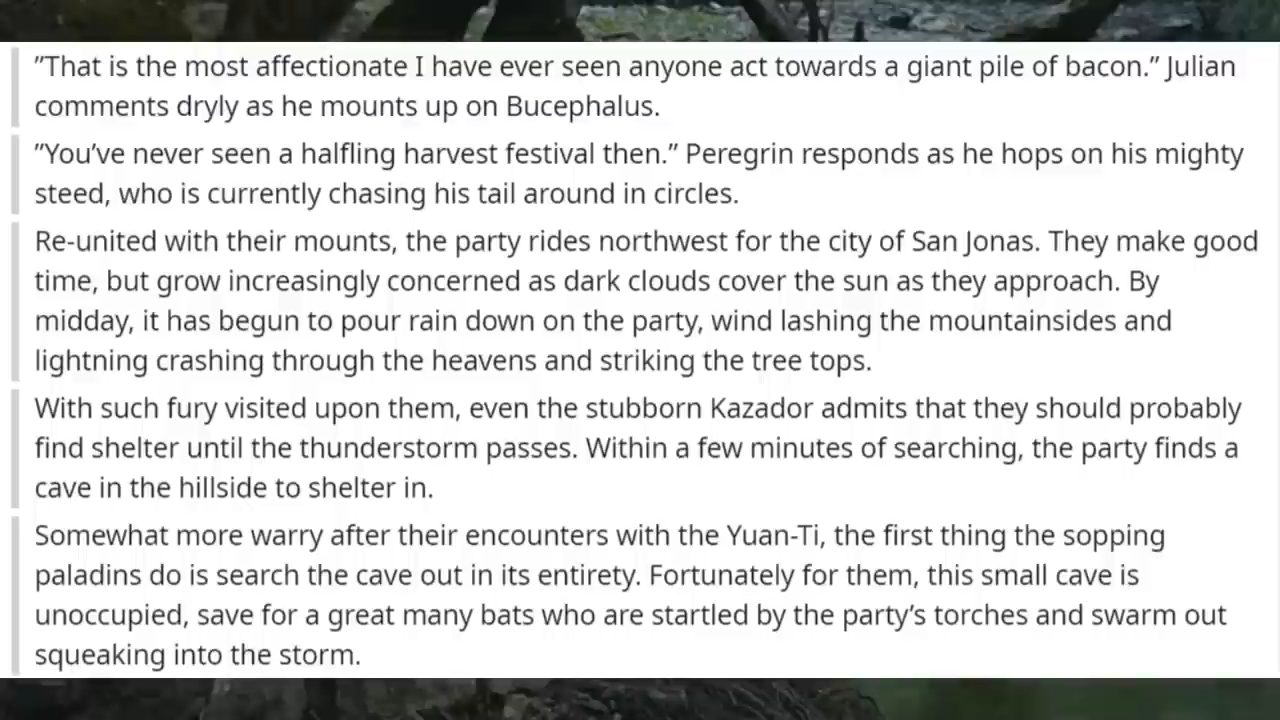 ”That is the most affectionate I have ever seen anyone act towards a giant pile of bacon.” Julian
comments dryly as he mounts up on Bucephalus.
”You’ve never seen a halfling harvest festival then.” Peregrin responds as he hops on his mighty
steed, who is currently chasing his tail around in circles.
Re-united with their mounts, the party rides northwest for the city of San Jonas. They make good
time, but grow increasingly concerned as dark clouds cover the sun as they approach. By
midday, it has begun to pour rain down on the party, wind lashing the mountainsides and
lightning crashing through the heavens and striking the tree tops.
With such fury visited upon them, even the stubborn Kazador admits that they should probably
find shelter until the thunderstorm passes. Within a few minutes of searching, the party finds a
cave in the hillside to shelter in.
Somewhat more warry after their encounters with the Yuan-Ti, the first thing the sopping
paladins do is search the cave out in its entirety. Fortunately for them, this small cave is
unoccupied, save for a great many bats who are startled by the party’s torches and swarm out
squeaking into the storm.